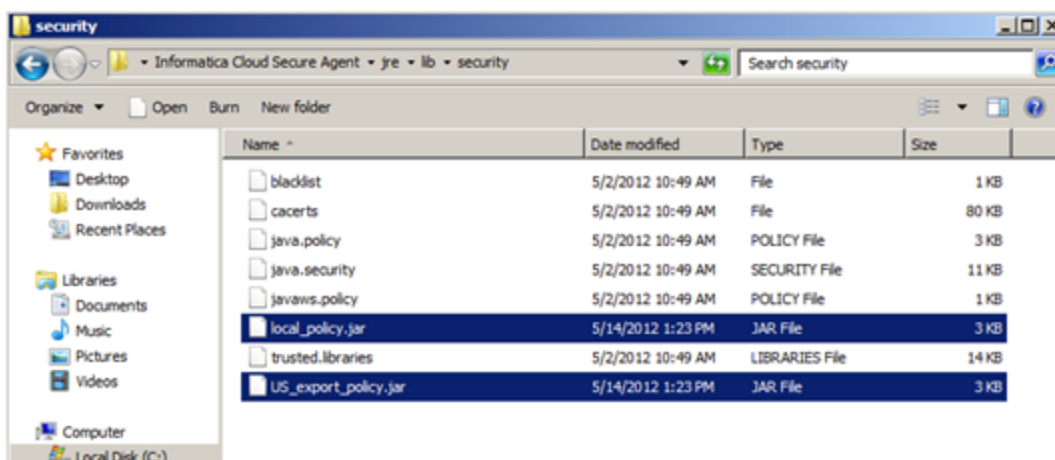 security
Informatica Cloud Secure Agent jre lib security
Search security
Organize Open Burn New folder
Favorites
Desktop
Downloads
Recent Places
Libraries
Documents
Music
Pictures
Videos
Computer
Local Disk (C:)
Name Date modified Type Size
blacklist 5/2/2012 10:49 AM File 1 KB
cacerts 5/2/2012 10:49 AM File 80 KB
java.policy 5/2/2012 10:49 AM POLICY File 3 KB
java.security 5/2/2012 10:49 AM SECURITY File 11 KB
javaws.policy 5/2/2012 10:49 AM POLICY File 1 KB
local_policy.jar 5/14/2012 1:23 PM JAR File 3 KB
trusted.libraries 5/2/2012 10:49 AM LIBRARIES File 14 KB
US_export_policy.jar 5/14/2012 1:23 PM JAR File 3 KB